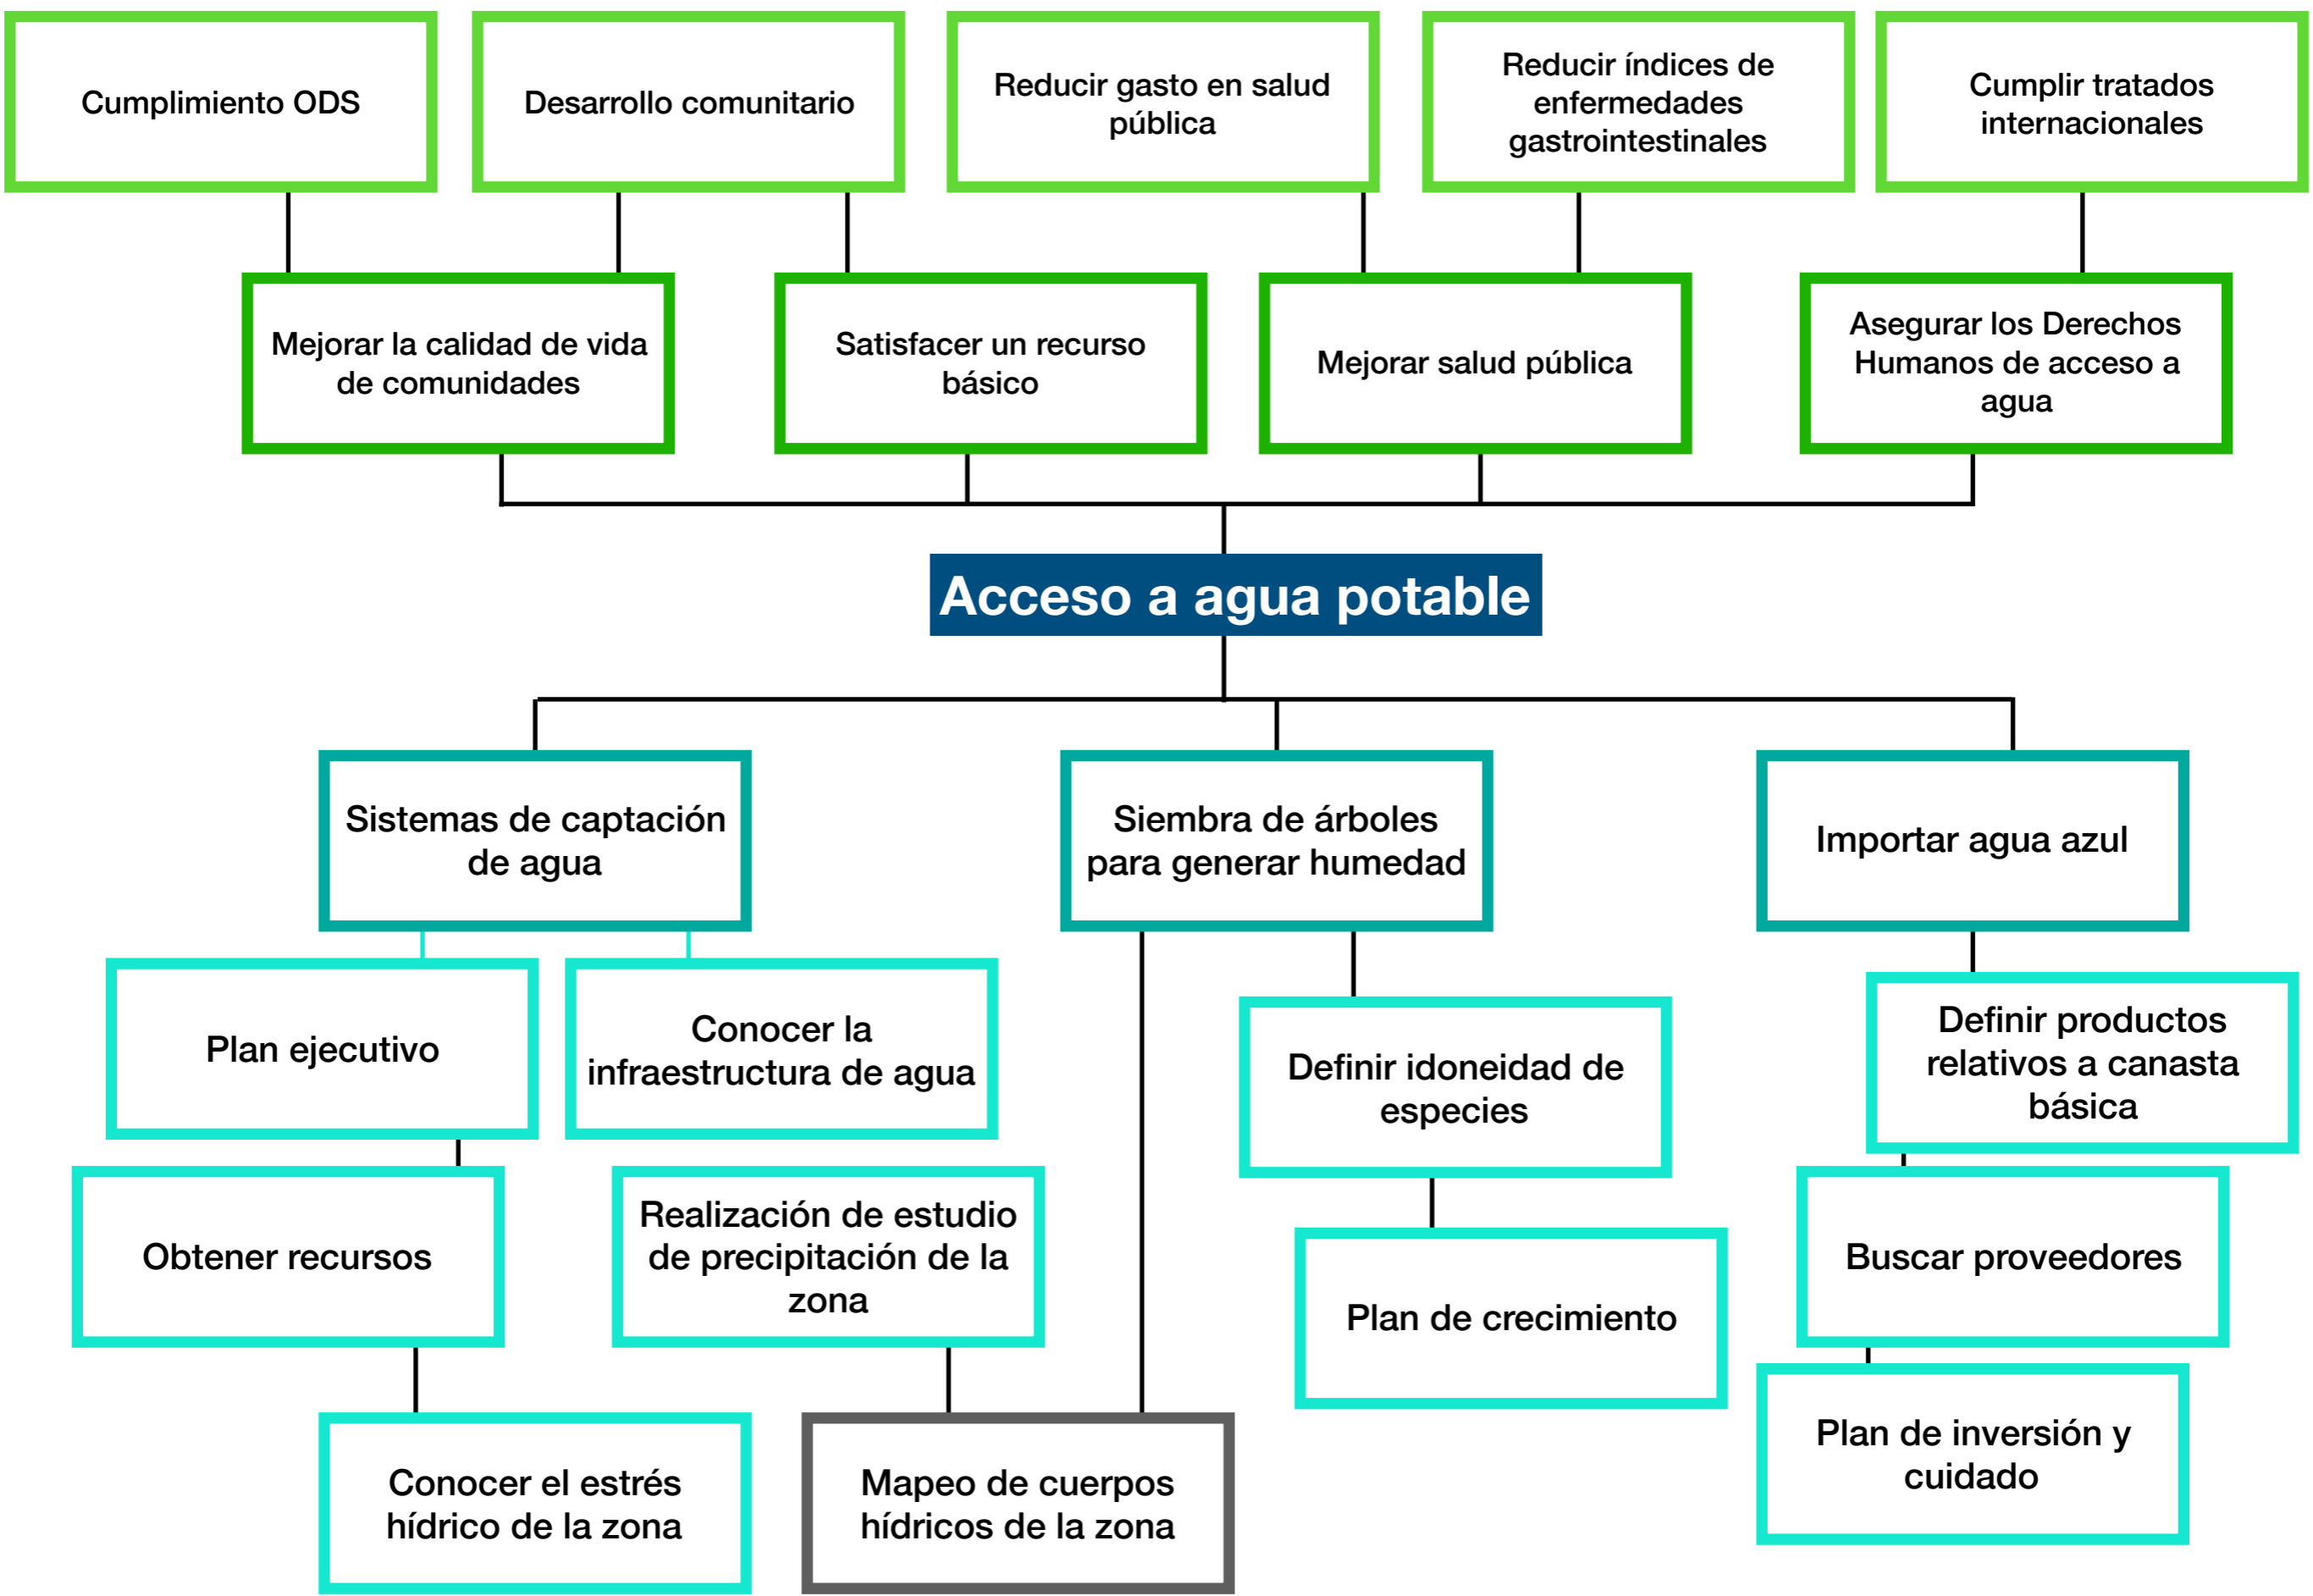 Cumplimiento ODS
Desarrollo comunitario
Reducir gasto en salud
pública
Reducir índices de
enfermedades
gastrointestinales
Cumplir tratados
internacionales
Mejorar la calidad de vida
de comunidades
Satisfacer un recurso
básico
Mejorar salud pública
Asegurar los Derechos
Humanos de acceso a
agua
Acceso a agua potable
Sistemas de captación
de agua
Siembra de árboles
para generar humedad
Importar agua azul
Plan ejecutivo
Conocer la
infraestructura de agua
Definir idoneidad de
especies
Definir productos
relativos a canasta
básica
Obtener recursos
Realización de estudio
de precipitación de la
zona
Plan de crecimiento
Buscar proveedores
Conocer el estrés
hídrico de la zona
Mapeo de cuerpos
hídricos de la zona
Plan de inversión y
cuidado